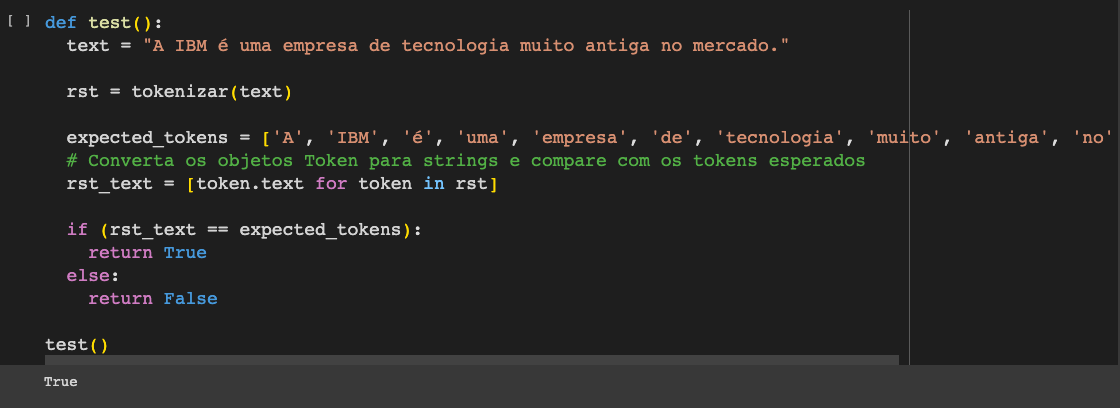 [ ] def test():
text = "A IBM é uma empresa de tecnologia muito antiga no mercado."
rst = tokenizar(text)
expected_tokens = ['A', 'IBM', 'é', 'uma', 'empresa', 'de', 'tecnologia', 'muito', 'antiga', 'no'
# Converta os objetos Token para strings e compare com os tokens esperados
rst_text = [token.text for token in rst]
if (rst_text == expected_tokens):
return True
else:
return False
test()
True